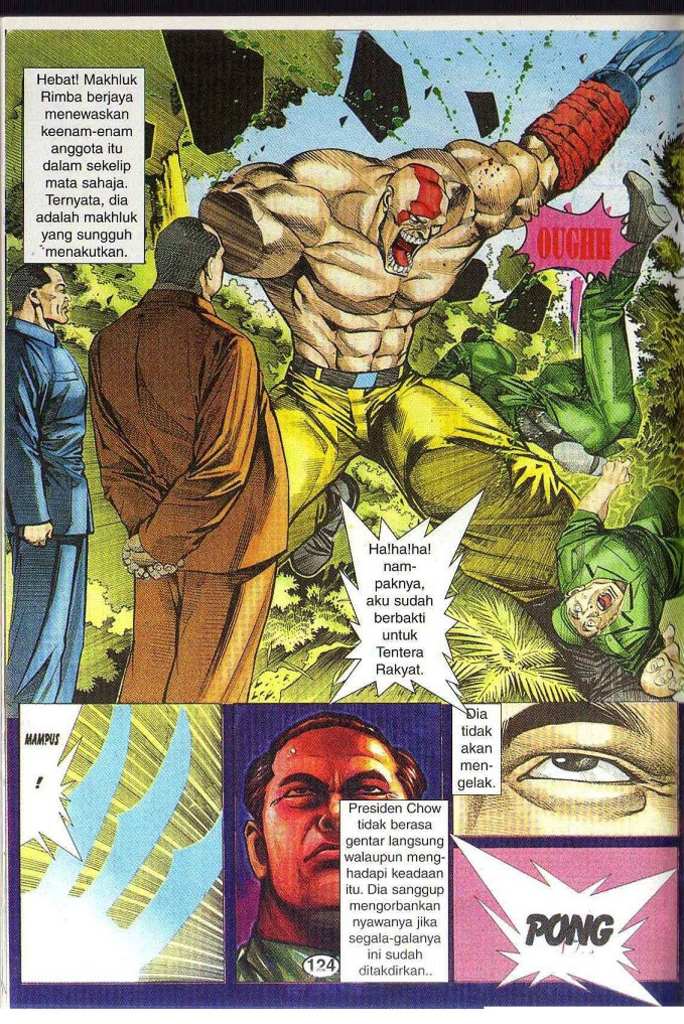 Hebat! Makhluk
Rimba berjaya
menewaskan
keenam-enam
anggota itu
dalam sekelip
mata sahaja.
Ternyata, dia
adalah makhluk
yang sungguh
menakutkan.
OUGHH
Ha!ha!ha!
nam-
paknya,
aku sudah
berbakti
untuk
Tentera
Rakyat.
MAMPUS
!
Presiden Chow
tidak berasa
gentar langsung
walaupun meng-
hadapi keadaan
itu. Dia sanggup
mengorbankan
nyawanya jika
segala-galanya
ini sudah
ditakdirkan..
Dia
tidak
akan
men-
gelak.
PONG
124